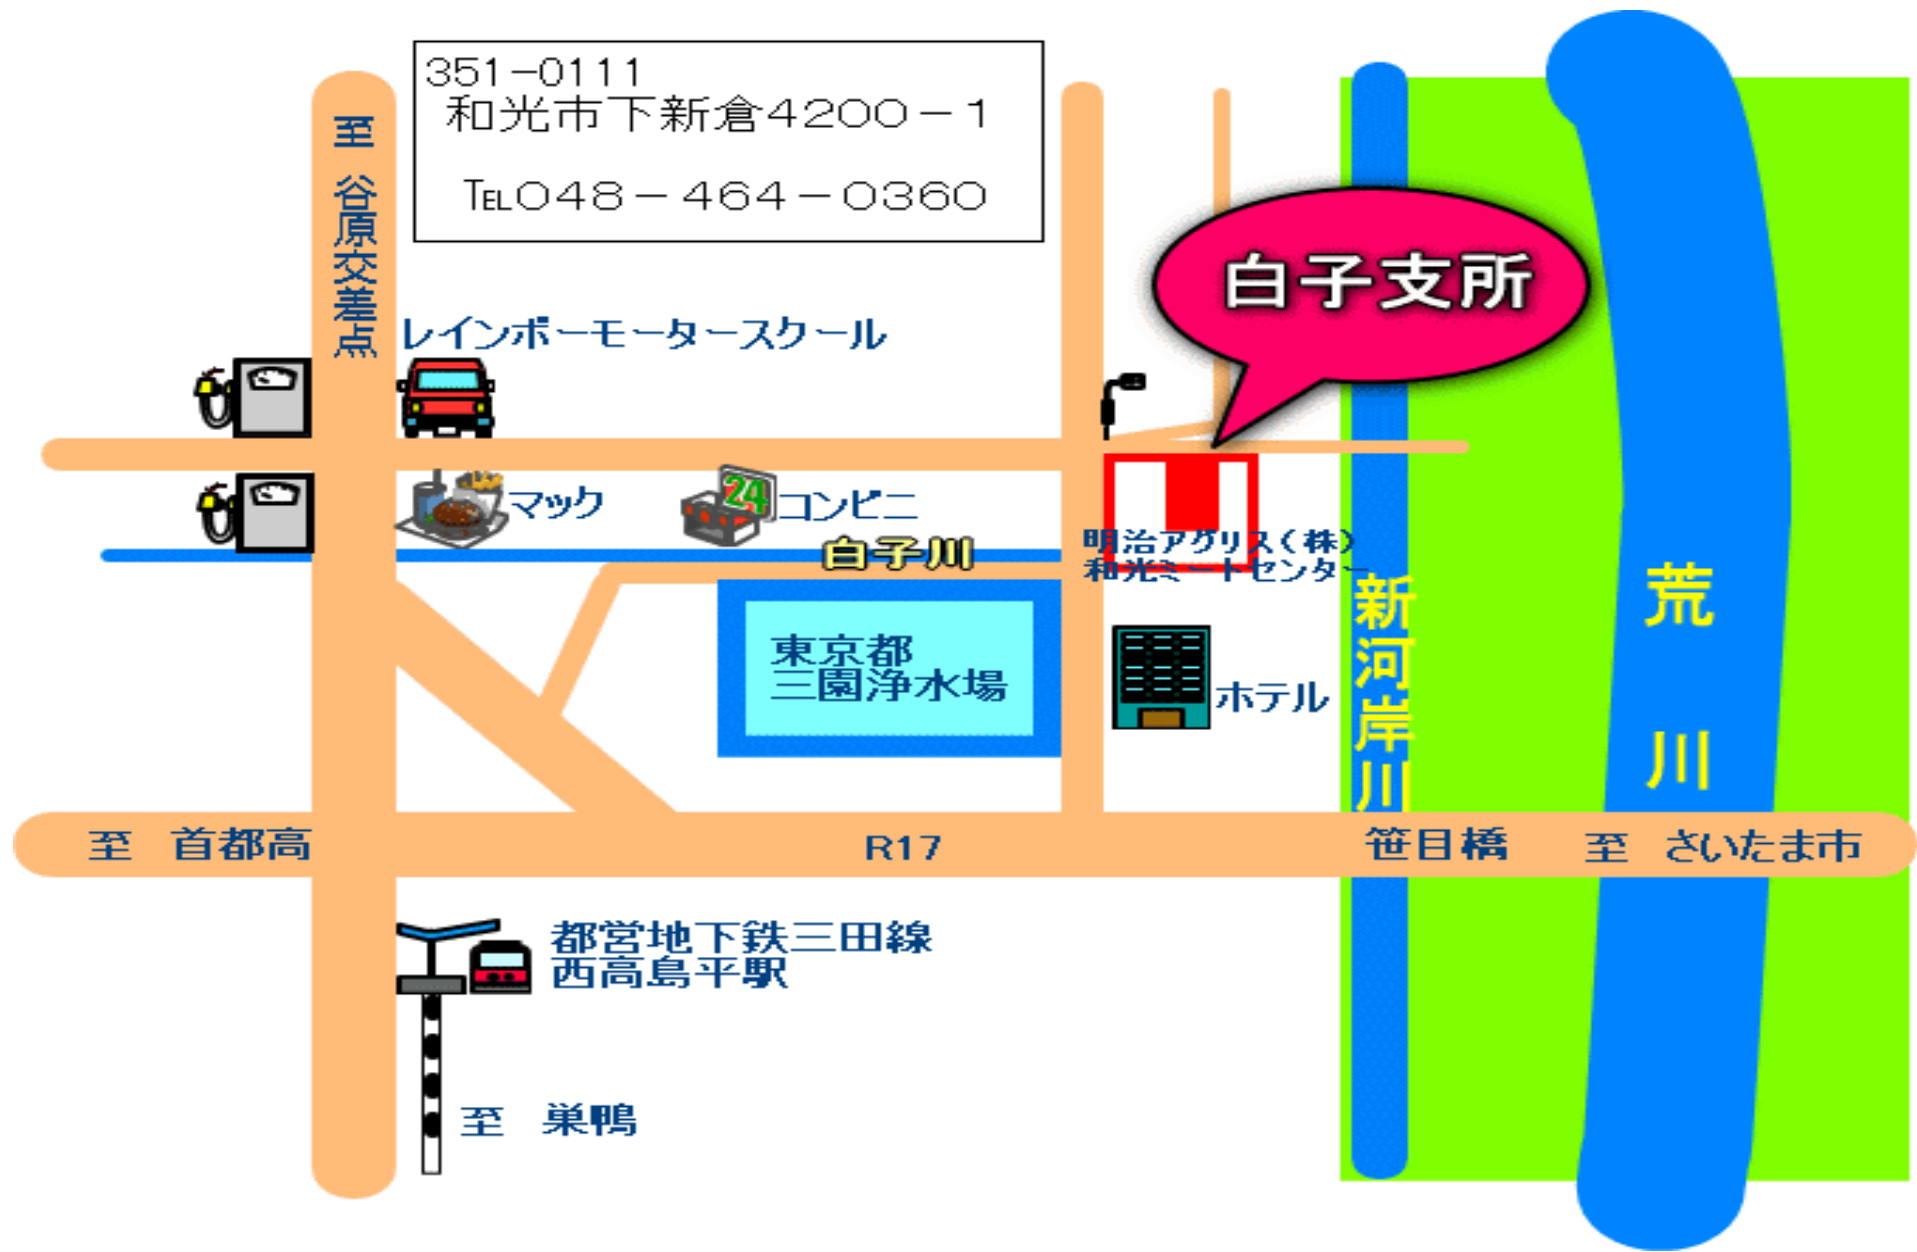 351-0111
和光市下新倉4200-1
℡048-464-0360
至 谷原交差点
白子支所
レインボーモータースクール
マック
24
コンビニ
白子川
明治アグリス(株)
和光ミートセンター
東京都
三園浄水場
ホテル
新河岸川
荒川
至 首都高
R17
笹目橋
至 さいたま市
都営地下鉄三田線
西高島平駅
至 巣鴨